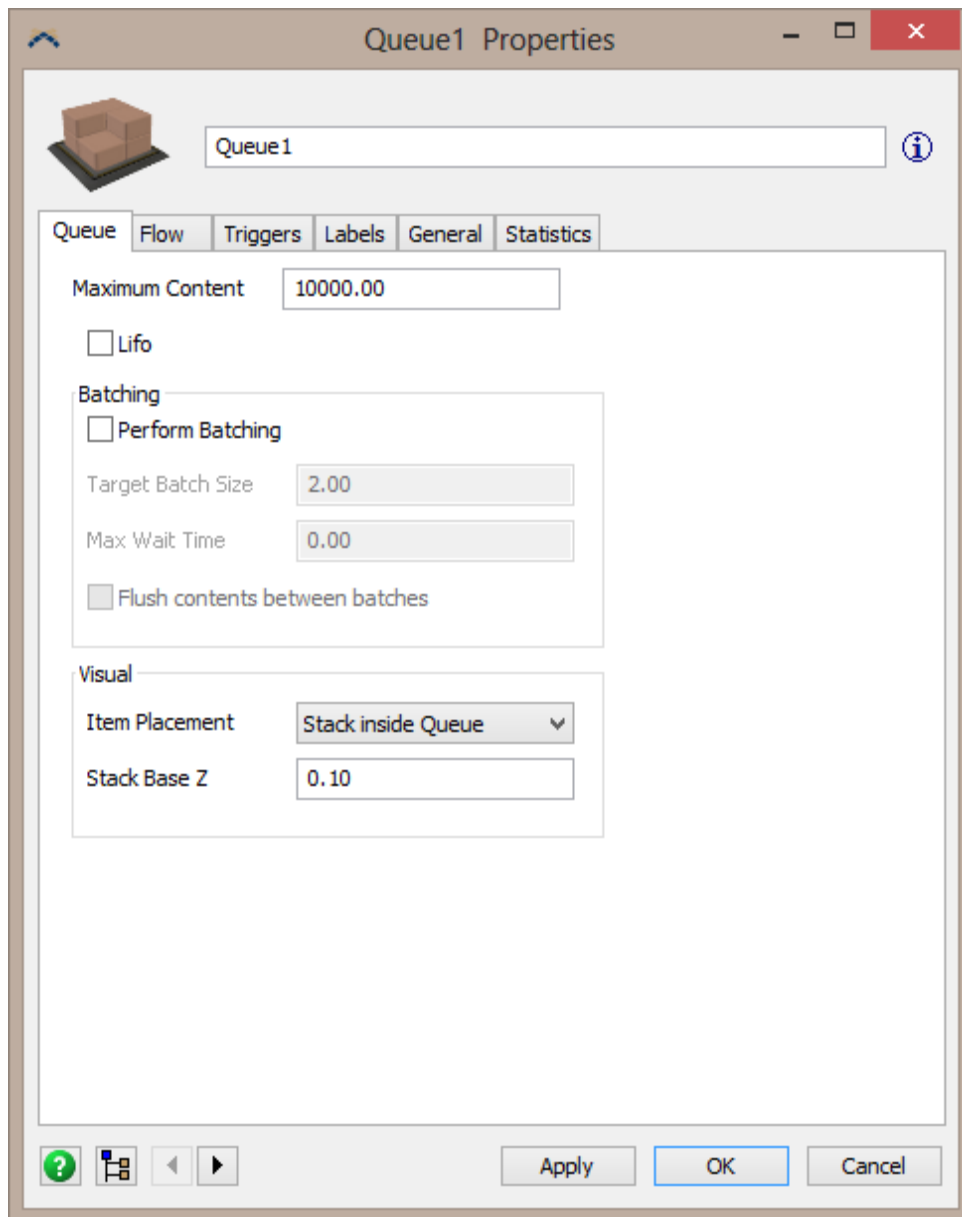 Queue1 Properties
Queue1
Queue Flow Triggers Labels General Statistics
Maximum Content 10000.00
Lifo
Batching
Perform Batching
Target Batch Size 2.00
Max Wait Time 0.00
Flush contents between batches
Visual
Item Placement Stack inside Queue
Stack Base Z 0.10
Apply OK Cancel